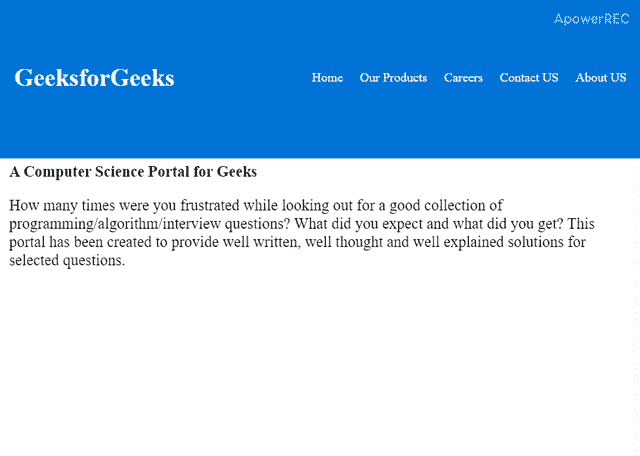 ApowerREC
GeeksforGeeks
Home Our Products Careers Contact US About US
A Computer Science Portal for Geeks
How many times were you frustrated while looking out for a good collection of
programming/algorithm/interview questions? What did you expect and what did you get? This
portal has been created to provide well written, well thought and well explained solutions for
selected questions.